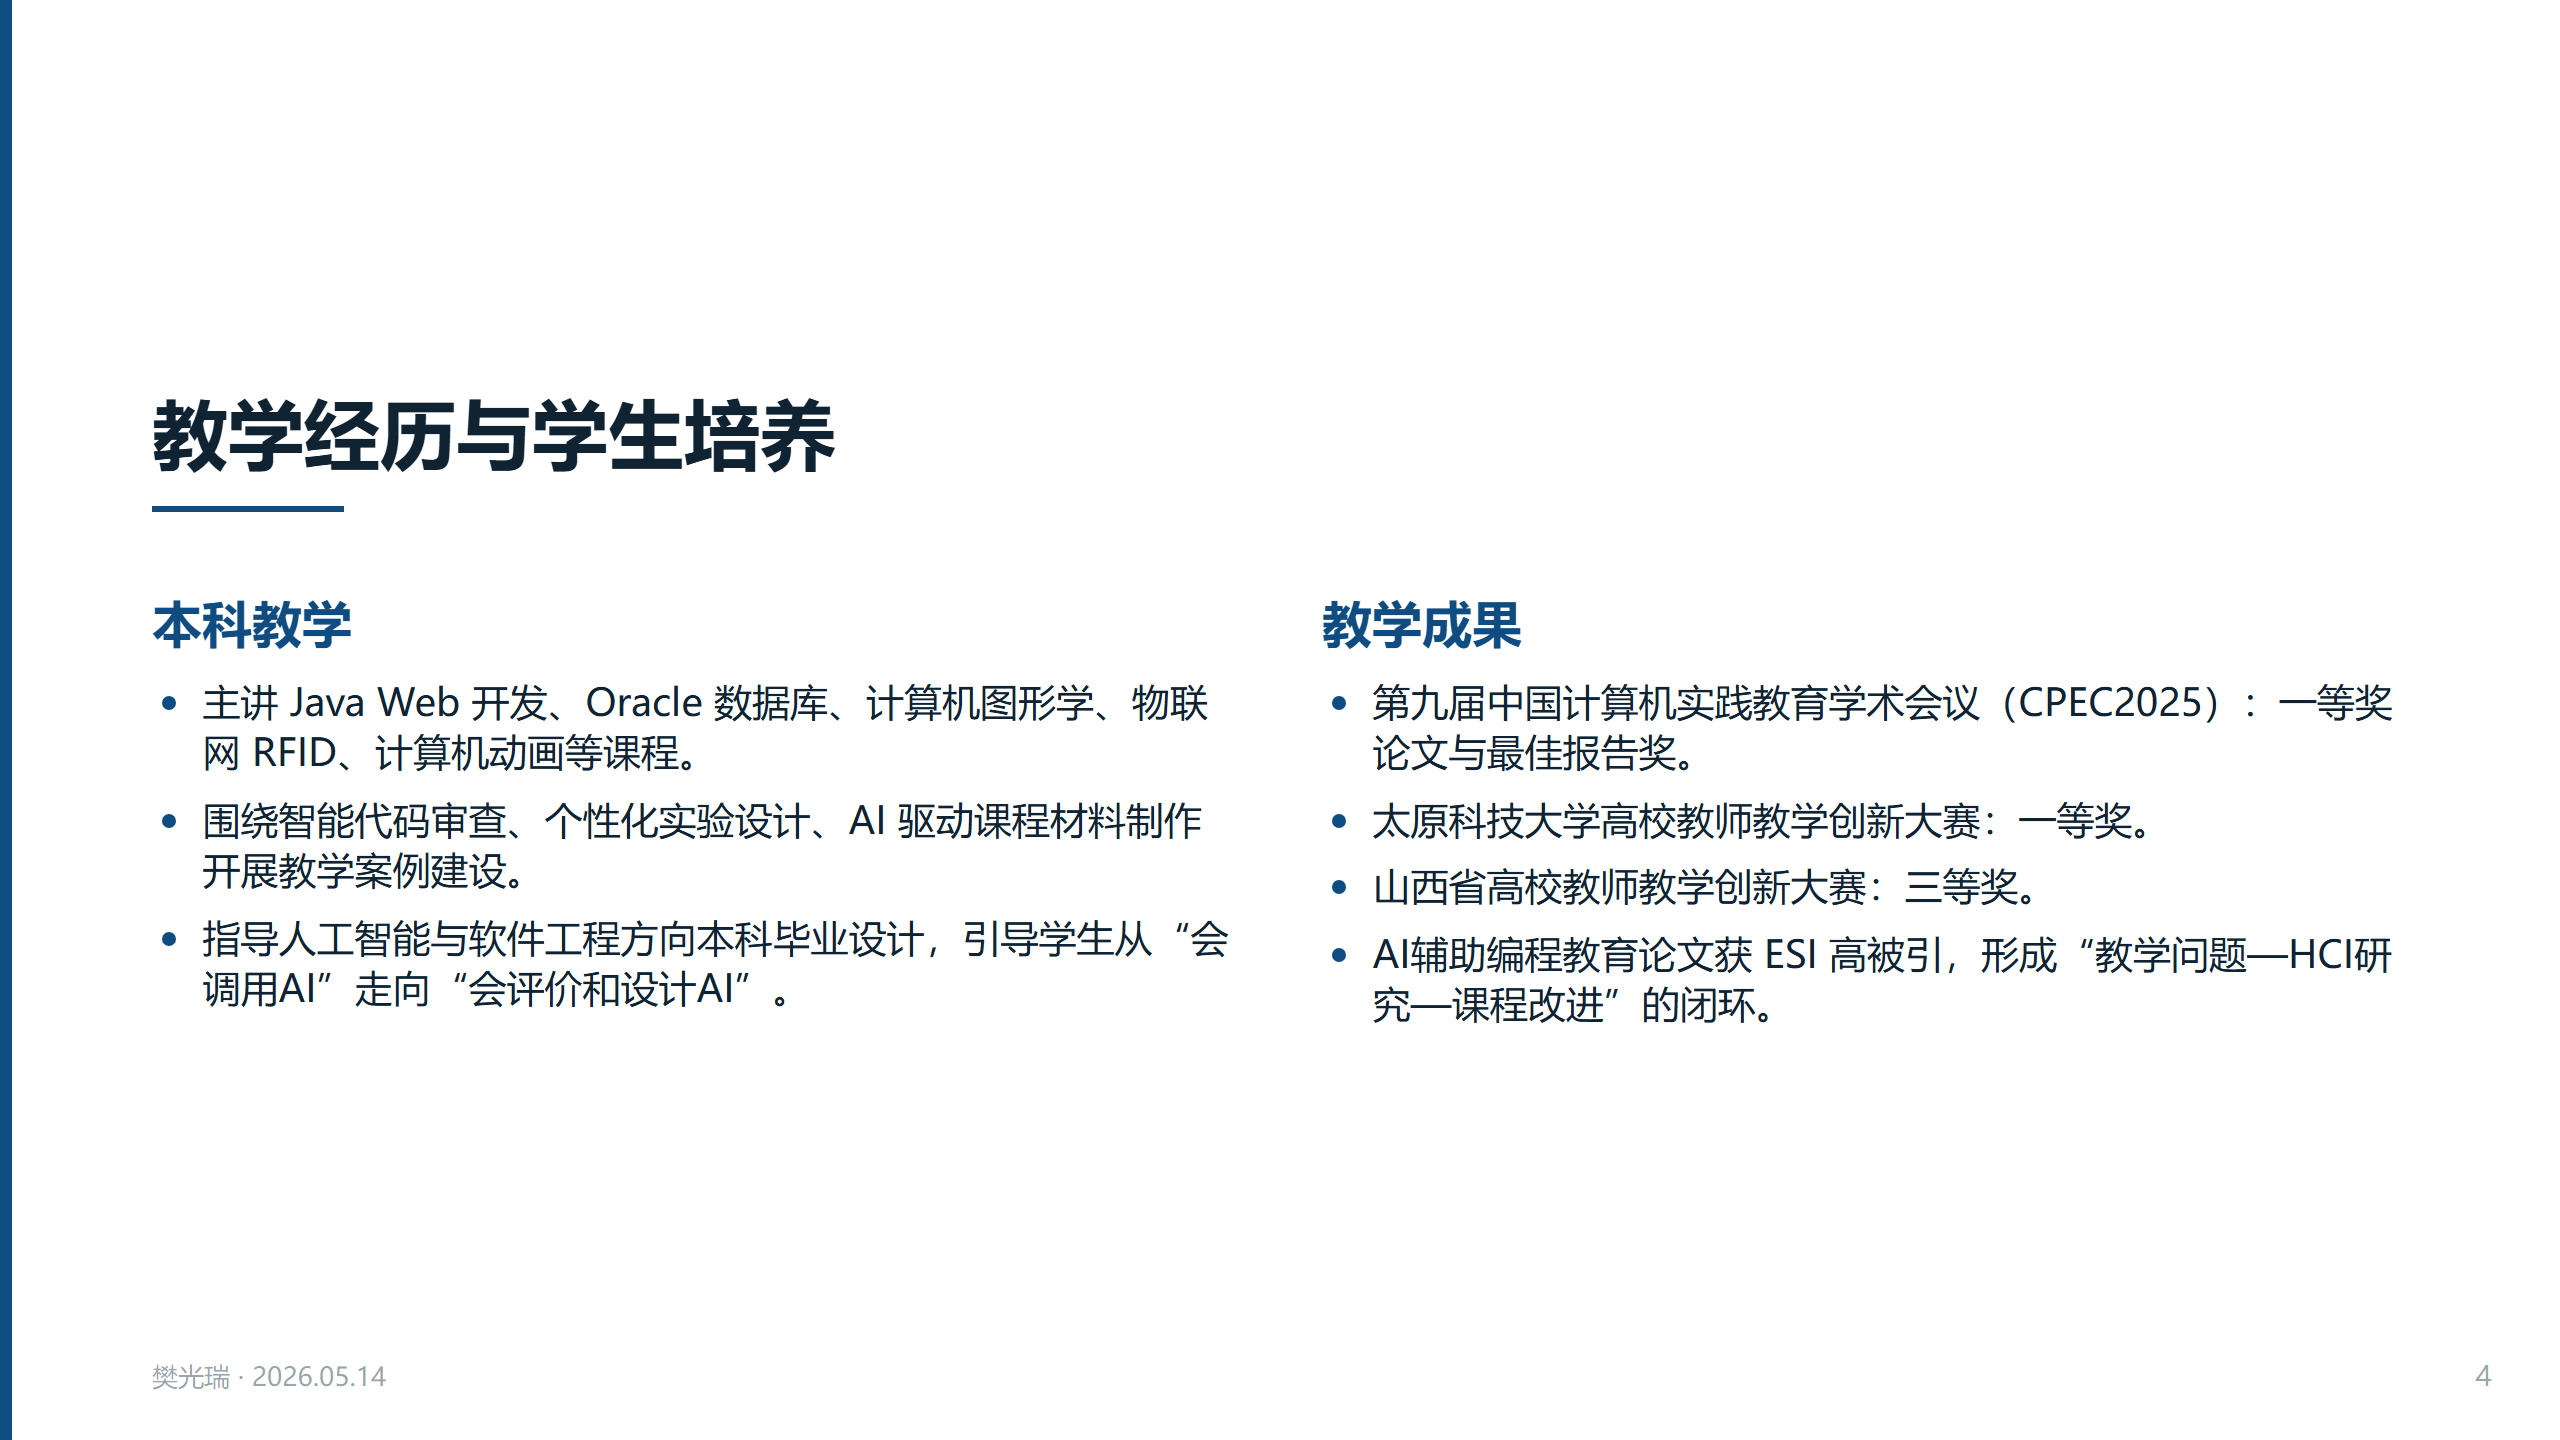 教学经历与学生培养
本科教学
• 主讲 Java Web 开发、Oracle 数据库、计算机图形学、物联
网 RFID、计算机动画等课程。
• 围绕智能代码审查、个性化实验设计、AI 驱动课程材料制作
开展教学案例建设。
• 指导人工智能与软件工程方向本科毕业设计，引导学生从“会
调用AI”走向“会评价和设计AI”。
教学成果
• 第九届中国计算机实践教育学术会议（CPEC2025）：一等奖
论文与最佳报告奖。
• 太原科技大学高校教师教学创新大赛：一等奖。
• 山西省高校教师教学创新大赛：三等奖。
• AI辅助编程教育论文获 ESI 高被引，形成“教学问题—HCI研
究—课程改进”的闭环。
樊光瑞 · 2026.05.14
4